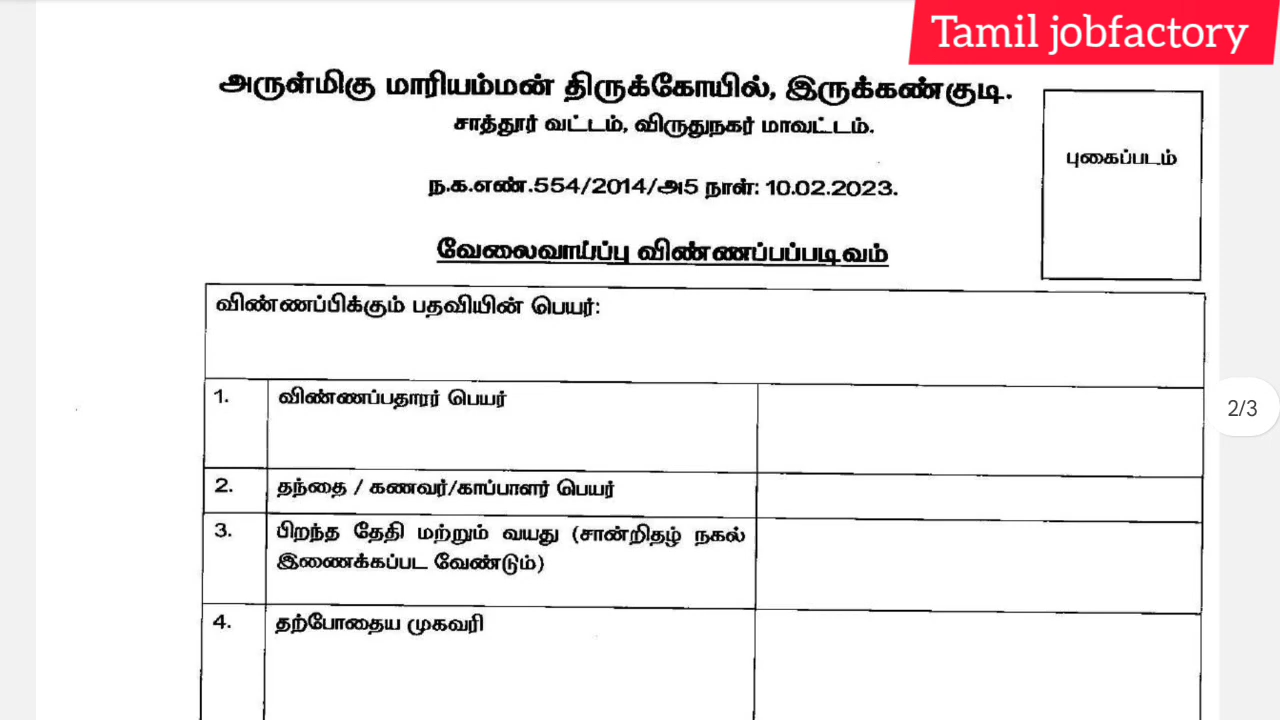 Tamil jobfactory
அருள்மிகு மாரியம்மன் திருக்கோயில், இருக்கண்குடி.
சாத்தூர் வட்டம், விருதுநகர் மாவட்டம்.
புகைப்படம்
ந.க.எண்.554/2014/அ5 நாள்: 10.02.2023.
வேலைவாய்ப்பு விண்ணப்பப்படிவம்
விண்ணப்பிக்கும் பதவியின் பெயர்:
1. விண்ணப்பதாரர் பெயர்
2. தந்தை / கணவர்/காப்பாளர் பெயர்
3. பிறந்த தேதி மற்றும் வயது (சான்றிதழ் நகல்
இணைக்கப்பட வேண்டும்)
4. தற்போதைய முகவரி
2/3